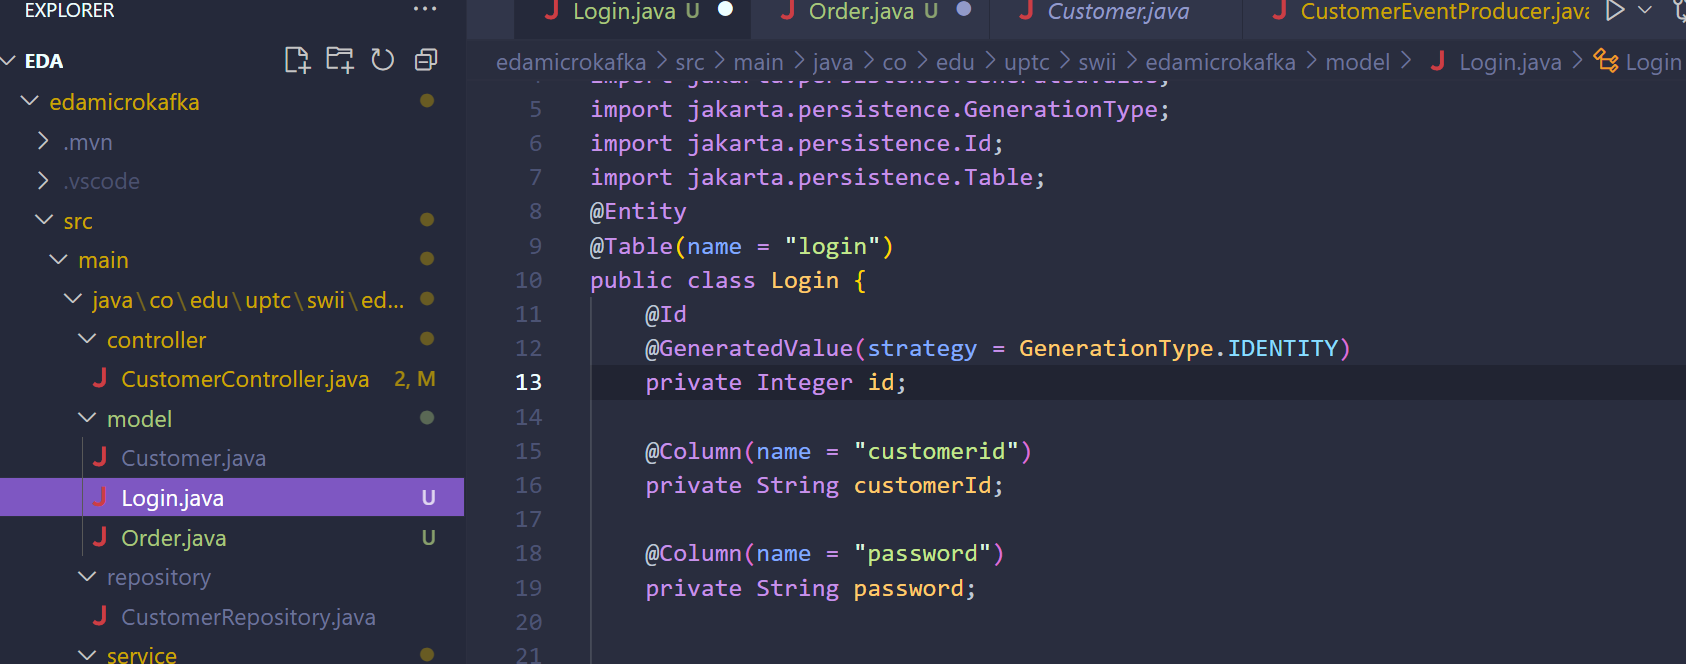 EXPLORER ...
EDA
edamicrokafka
.mvn
.vscode
src
main
java\co\edu\uptc\swii\ed...
controller
CustomerController.java 2, M
model
Customer.java
Login.java U
Order.java U
repository
CustomerRepository.java
service
Login.java U Order.java U Customer.java CustomerEventProducer.java
edamicrokafka > src > main > java > co > edu > uptc > swii > edamicrokafka > model > Login.java > Login
import jakarta.persistence.GeneratedValue;
5 import jakarta.persistence.GenerationType;
6 import jakarta.persistence.Id;
7 import jakarta.persistence.Table;
8 @Entity
9 @Table(name = "login")
10 public class Login {
11 @Id
12 @GeneratedValue(strategy = GenerationType.IDENTITY)
13 private Integer id;
14
15 @Column(name = "customerid")
16 private String customerId;
17
18 @Column(name = "password")
19 private String password;
20
21